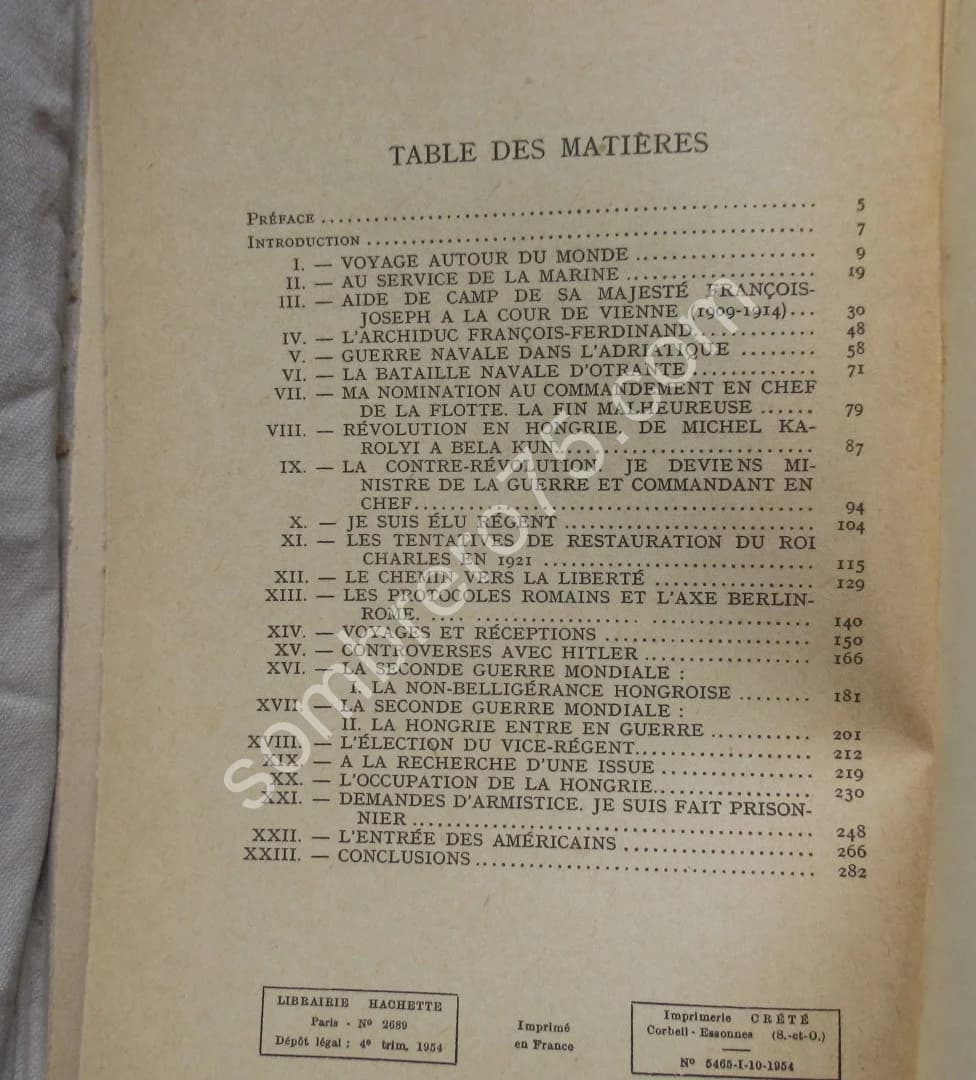 TABLE DES MATIÈRES
PRÉFACE .......... 5
INTRODUCTION .......... 7
I. — VOYAGE AUTOUR DU MONDE .......... 9
II. — AU SERVICE DE LA MARINE .......... 19
III. — AIDE DE CAMP DE SA MAJESTÉ FRANÇOIS-
JOSEPH A LA COUR DE VIENNE (1909-1914)... 30
IV. — L'ARCHIDUC FRANÇOIS-FERDINAND.......... 48
V. — GUERRE NAVALE DANS L'ADRIATIQUE ........ 58
VI. — LA BATAILLE NAVALE D'OTRANTE .......... 71
VII. — MA NOMINATION AU COMMANDEMENT EN CHEF
DE LA FLOTTE. LA FIN MALHEUREUSE ...... 79
VIII. — RÉVOLUTION EN HONGRIE. DE MICHEL KA-
ROLYI A BELA KUN.......... 87
IX. — LA CONTRE-RÉVOLUTION. JE DEVIENS MI-
NISTRE DE LA GUERRE ET COMMANDANT EN
CHEF.......... 94
X. — JE SUIS ÉLU RÉGENT .......... 104
XI. — LES TENTATIVES DE RESTAURATION DU ROI
CHARLES EN 1921 .......... 115
XII. — LE CHEMIN VERS LA LIBERTÉ .......... 129
XIII. — LES PROTOCOLES ROMAINS ET L'AXE BERLIN-
ROME. .......... 140
XIV. — VOYAGES ET RÉCEPTIONS .......... 150
XV. — CONTROVERSES AVEC HITLER .......... 166
XVI. — LA SECONDE GUERRE MONDIALE :
I. LA NON-BELLIGÉRANCE HONGROISE ........ 181
XVII. — LA SECONDE GUERRE MONDIALE :
II. LA HONGRIE ENTRE EN GUERRE .......... 201
XVIII. — L'ÉLECTION DU VICE-RÉGENT.......... 212
XIX. — A LA RECHERCHE D'UNE ISSUE .......... 219
XX. — L'OCCUPATION DE LA HONGRIE.......... 230
XXI. — DEMANDES D'ARMISTICE. JE SUIS FAIT PRISON-
NIER .......... 248
XXII. — L'ENTRÉE DES AMÉRICAINS .......... 266
XXIII. — CONCLUSIONS .......... 282
sombrero75.com
LIBRAIRIE HACHETTE
Paris - Nº 2689
Dépôt légal : 4e trim. 1954
Imprimé
en France
Imprimerie CRÉTÉ
Corbeil - Essonnes (S.-et-O.)
Nº 5465-I-10-1954